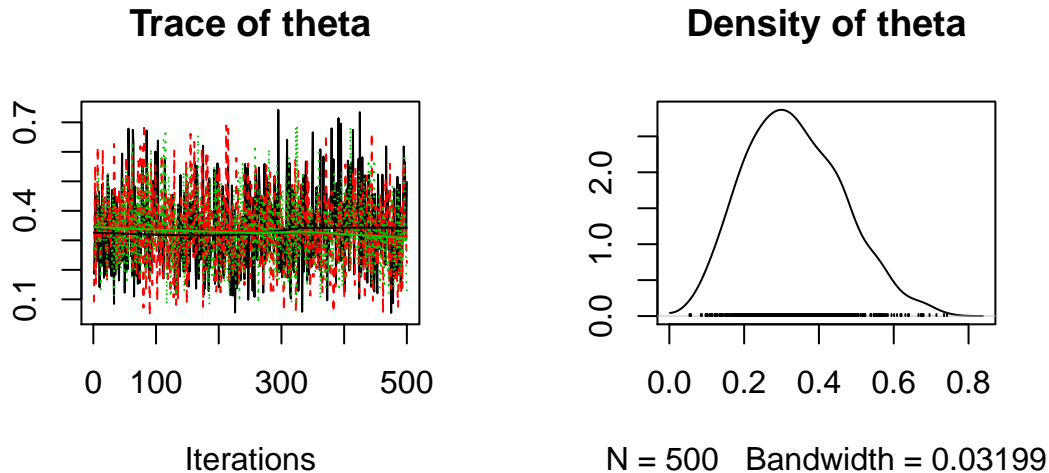 Trace of theta
0.7
0.4
0.1
0 100 300 500
Iterations
Density of theta
2.0
1.0
0.0
0.0 0.2 0.4 0.6 0.8
N = 500 Bandwidth = 0.03199